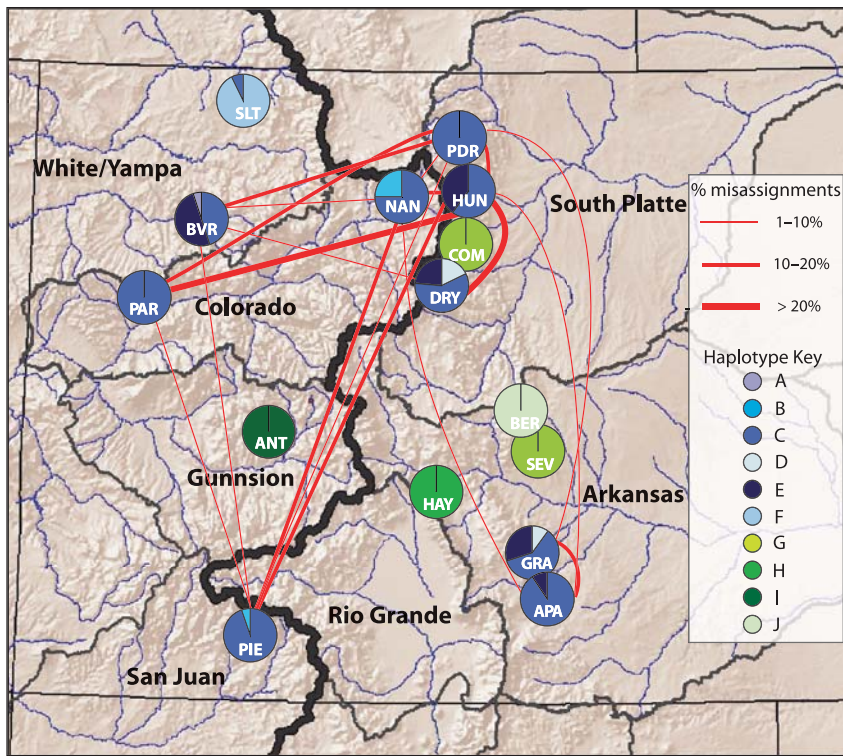 SLT
PDR
White/Yampa
NAN
HUN
South Platte
BVR
COM
DRY
PAR
Colorado
BER
ANT
SEV
Gunnsion
HAY
Arkansas
GRA
APA
Rio Grande
PIE
San Juan
% misassignments
1–10%
10–20%
> 20%
Haplotype Key
A
B
C
D
E
F
G
H
I
J